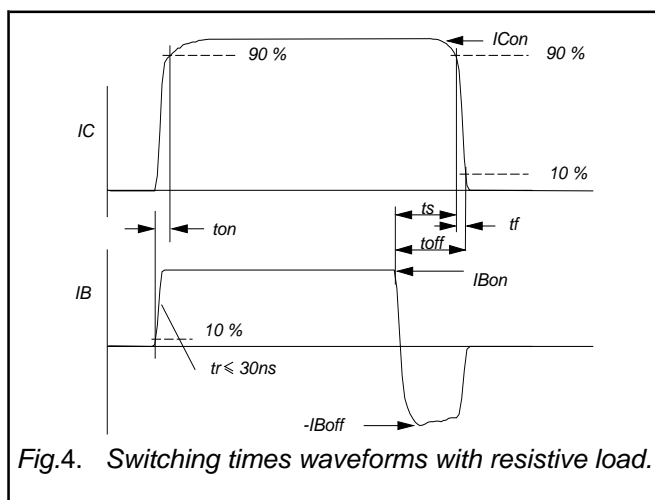 ICon
90 %
90 %
IC
10 %
ts
ton
tf
toff
IBon
IB
10 %
tr ⩽ 30ns
-IBoff
Fig.4. Switching times waveforms with resistive load.